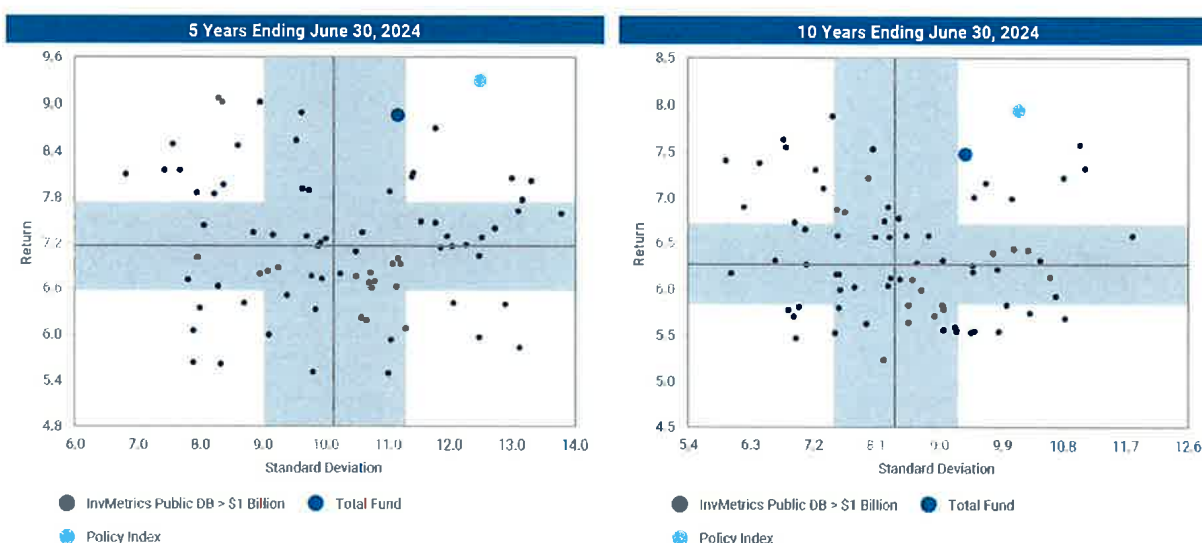 5 Years Ending June 30, 2024
9.6
9.0
8.4
7.8
7.2
6.6
6.0
5.4
4.8
Return
6.0 7.0 8.0 9.0 10.0 11.0 12.0 13.0 14.0
Standard Deviation
InvMetrics Public DB > $1 Billion Total Fund
Policy Index
10 Years Ending June 30, 2024
8.5
8.0
7.5
7.0
6.5
6.0
5.5
5.0
4.5
Return
5.4 6.3 7.2 8.1 9.0 9.9 10.8 11.7 12.6
Standard Deviation
InvMetrics Public DB > $1 Billion Total Fund
Policy Index